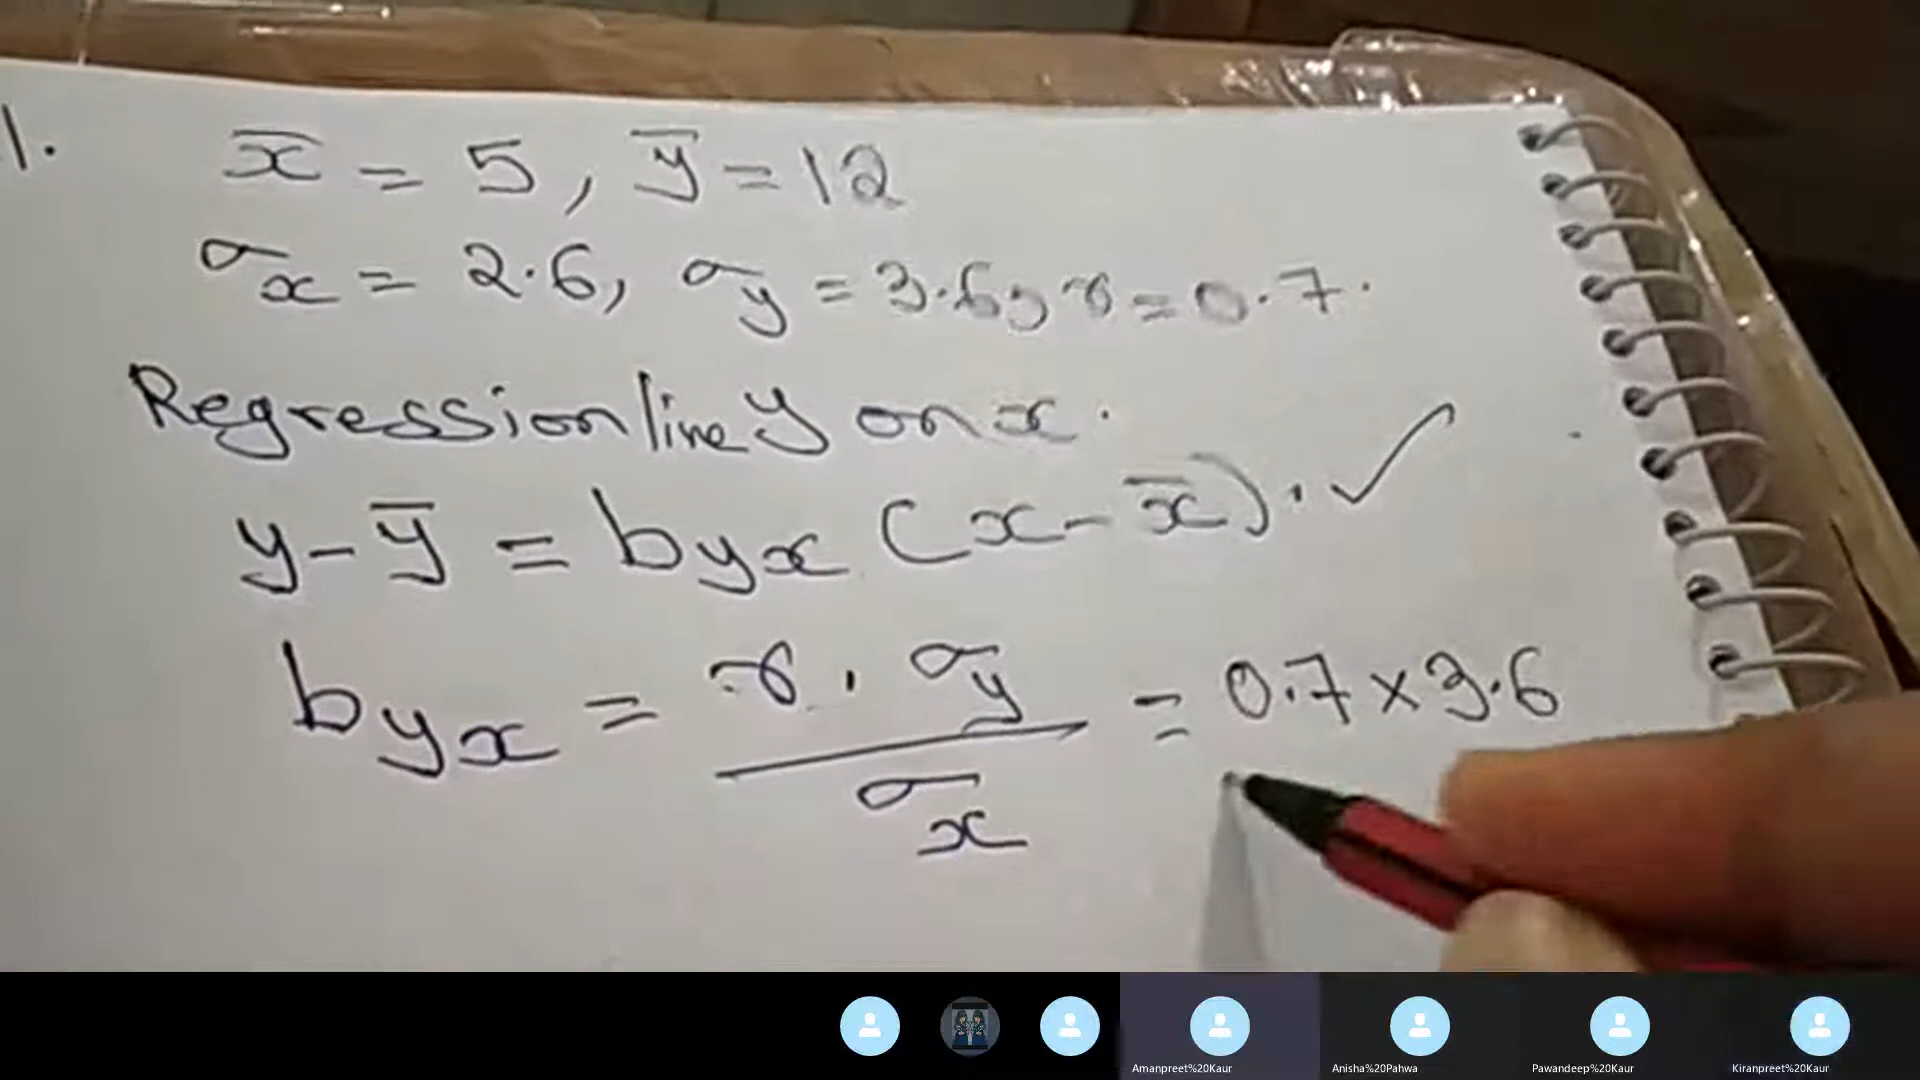 1. x̅ = 5, y̅ = 12
σx = 2.6, σy = 3.6, r = 0.7.
Regression line y on x.
y - y̅ = byx (x - x̅). ✓
byx = r . σy / σx = 0.7 × 3.6
Amanpreet%20Kaur Anisha%20Pahwa Pawandeep%20Kaur Kiranpreet%20Kaur